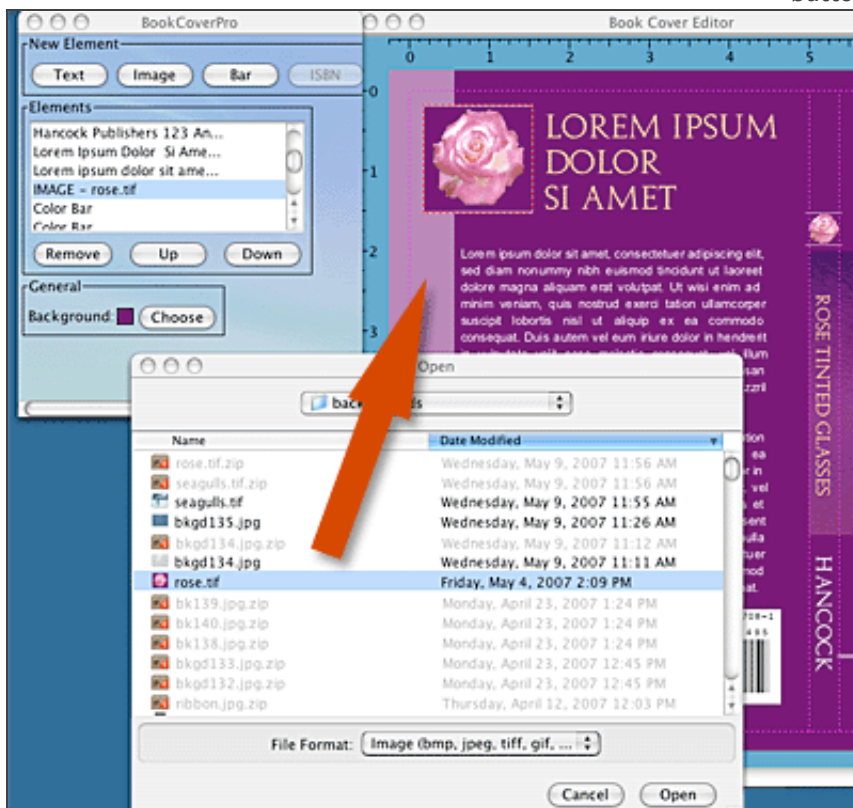 BookCoverPro
New Element
Text Image Bar ISBN
Elements
Hancock Publishers 123 An...
Lorem Ipsum Dolor Si Ame...
Lorem ipsum dolor sit ame...
IMAGE - rose.tif
Color Bar
Color Bar
Remove Up Down
General
Background: Choose
Book Cover Editor
0 1 2 3 4 5
0
1
2
3
LOREM IPSUM
DOLOR
SI AMET
Lorem ipsum dolor sit amet, consectetuer adipiscing elit,
sed diam nonummy nibh euismod tincidunt ut laoreet
dolore magna aliquam erat volutpat. Ut wisi enim ad
minim veniam, quis nostrud exerci tation ullamcorper
suscipit lobortis nisl ut aliquip ex ea commodo
consequat. Duis autem vel eum iriure dolor in hendrerit
ROSE TINTED GLASSES
HANCOCK
Open
Name Date Modified
rose.tif.zip Wednesday, May 9, 2007 11:56 AM
seagulls.tif.zip Wednesday, May 9, 2007 11:56 AM
seagulls.tif Wednesday, May 9, 2007 11:55 AM
bkgd135.jpg Wednesday, May 9, 2007 11:26 AM
bkgd134.jpg.zip Wednesday, May 9, 2007 11:12 AM
bkgd134.jpg Wednesday, May 9, 2007 11:11 AM
rose.tif Friday, May 4, 2007 2:09 PM
bk139.jpg.zip Monday, April 23, 2007 1:24 PM
bk140.jpg.zip Monday, April 23, 2007 1:24 PM
bk138.jpg.zip Monday, April 23, 2007 1:24 PM
bkgd133.jpg.zip Monday, April 23, 2007 12:45 PM
bkgd132.jpg.zip Monday, April 23, 2007 12:45 PM
ribbon.jpg.zip Thursday, April 12, 2007 12:03 PM
File Format: Image (bmp, jpeg, tiff, gif, ...
Cancel Open